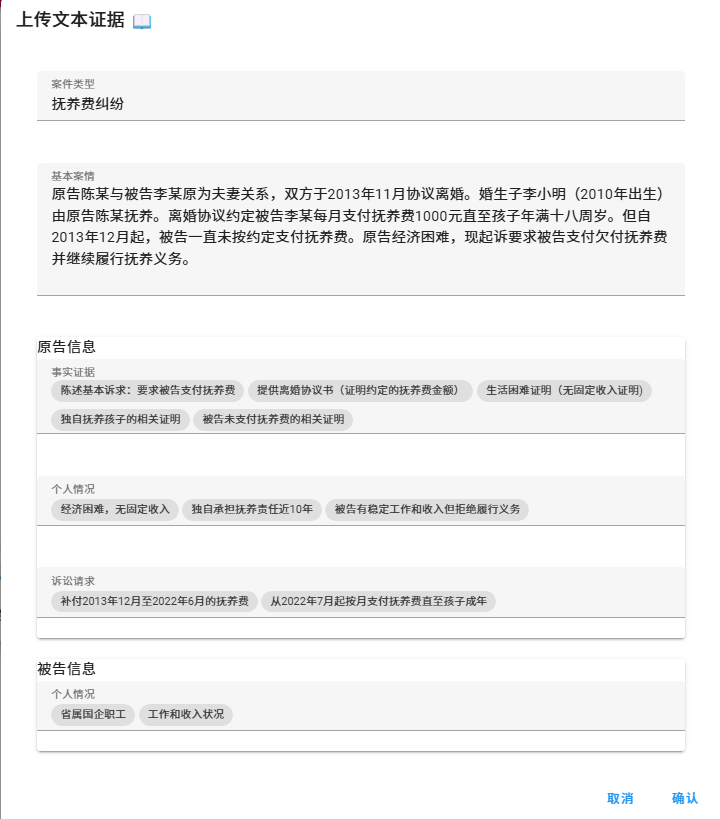 上传文本证据
案件类型
抚养费纠纷
基本案情
原告陈某与被告李某原为夫妻关系，双方于2013年11月协议离婚。婚生子李小明（2010年出生）
由原告陈某抚养。离婚协议约定被告李某每月支付抚养费1000元直至孩子年满十八周岁。但自
2013年12月起，被告一直未按约定支付抚养费。原告经济困难，现起诉要求被告支付欠付抚养费
并继续履行抚养义务。
原告信息
事实证据
陈述基本诉求：要求被告支付抚养费 提供离婚协议书（证明约定的抚养费金额） 生活困难证明（无固定收入证明)
独自抚养孩子的相关证明 被告未支付抚养费的相关证明
个人情况
经济困难，无固定收入 独自承担抚养责任近10年 被告有稳定工作和收入但拒绝履行义务
诉讼请求
补付2013年12月至2022年6月的抚养费 从2022年7月起按月支付抚养费直至孩子成年
被告信息
个人情况
省属国企职工 工作和收入状况
取消 确认